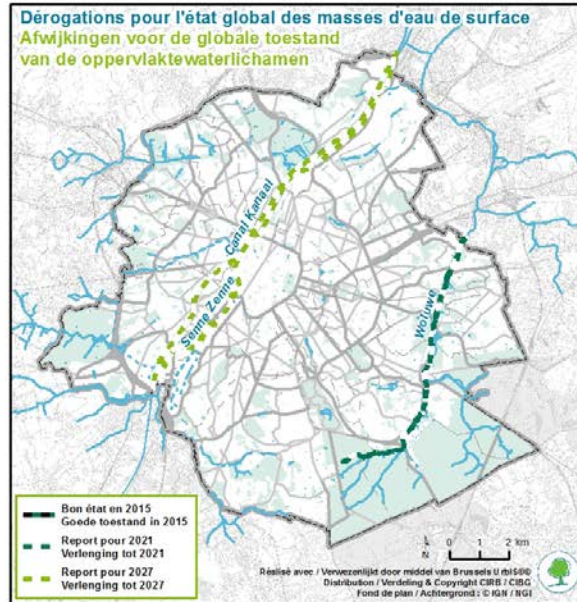 Dérogations pour l'état global des masses d'eau de surface
Afwijkingen voor de globale toestand
van de oppervlaktewaterlichamen
Canal Kanaal
Senne Zenne
Woluwe
Bon état en 2015
Goede toestand in 2015
Report pour 2021
Verlenging tot 2021
Report pour 2027
Verlenging tot 2027
N
0 1 2 km
Réalisé avec / Verwezenlijkt door middel van Brussels UrbIS®©
Distribution / Verdeling & Copyright CIRB / CIBG
Fond de plan / Achtergrond : © IGN / NGI